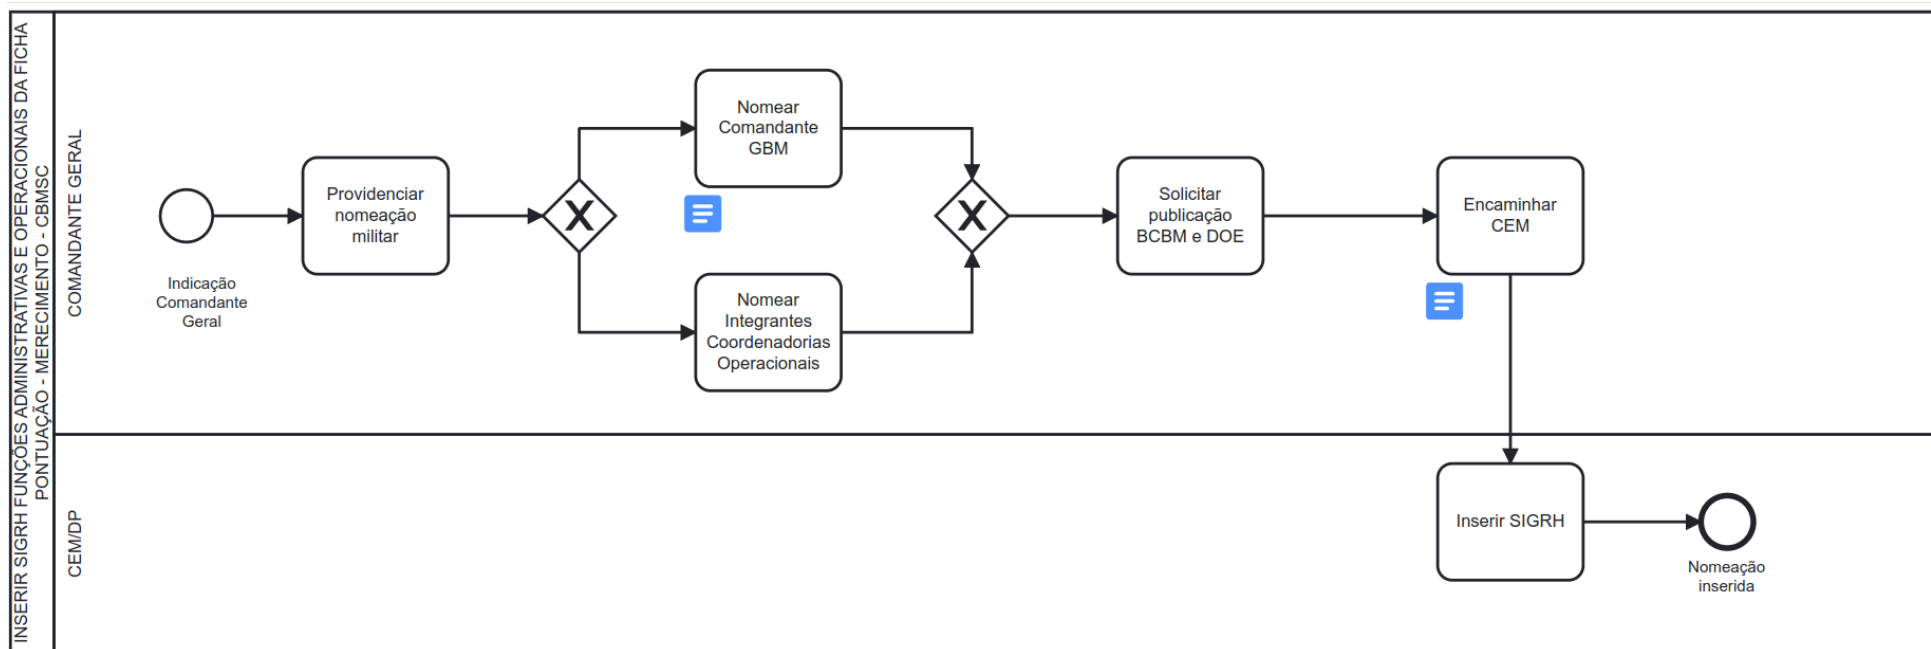 INSERIR SIGRH FUNÇÕES ADMINISTRATIVAS E OPERACIONAIS DA FICHA
PONTUAÇÃO - MERECIMENTO - CBMSC
COMANDANTE GERAL
Indicação
Comandante
Geral
Providenciar
nomeação
militar
X
Nomear
Comandante
GBM
Nomear
Integrantes
Coordenadorias
Operacionais
X
Solicitar
publicação
BCBM e DOE
Encaminhar
CEM
CEM/DP
Inserir SIGRH
Nomeação
inserida